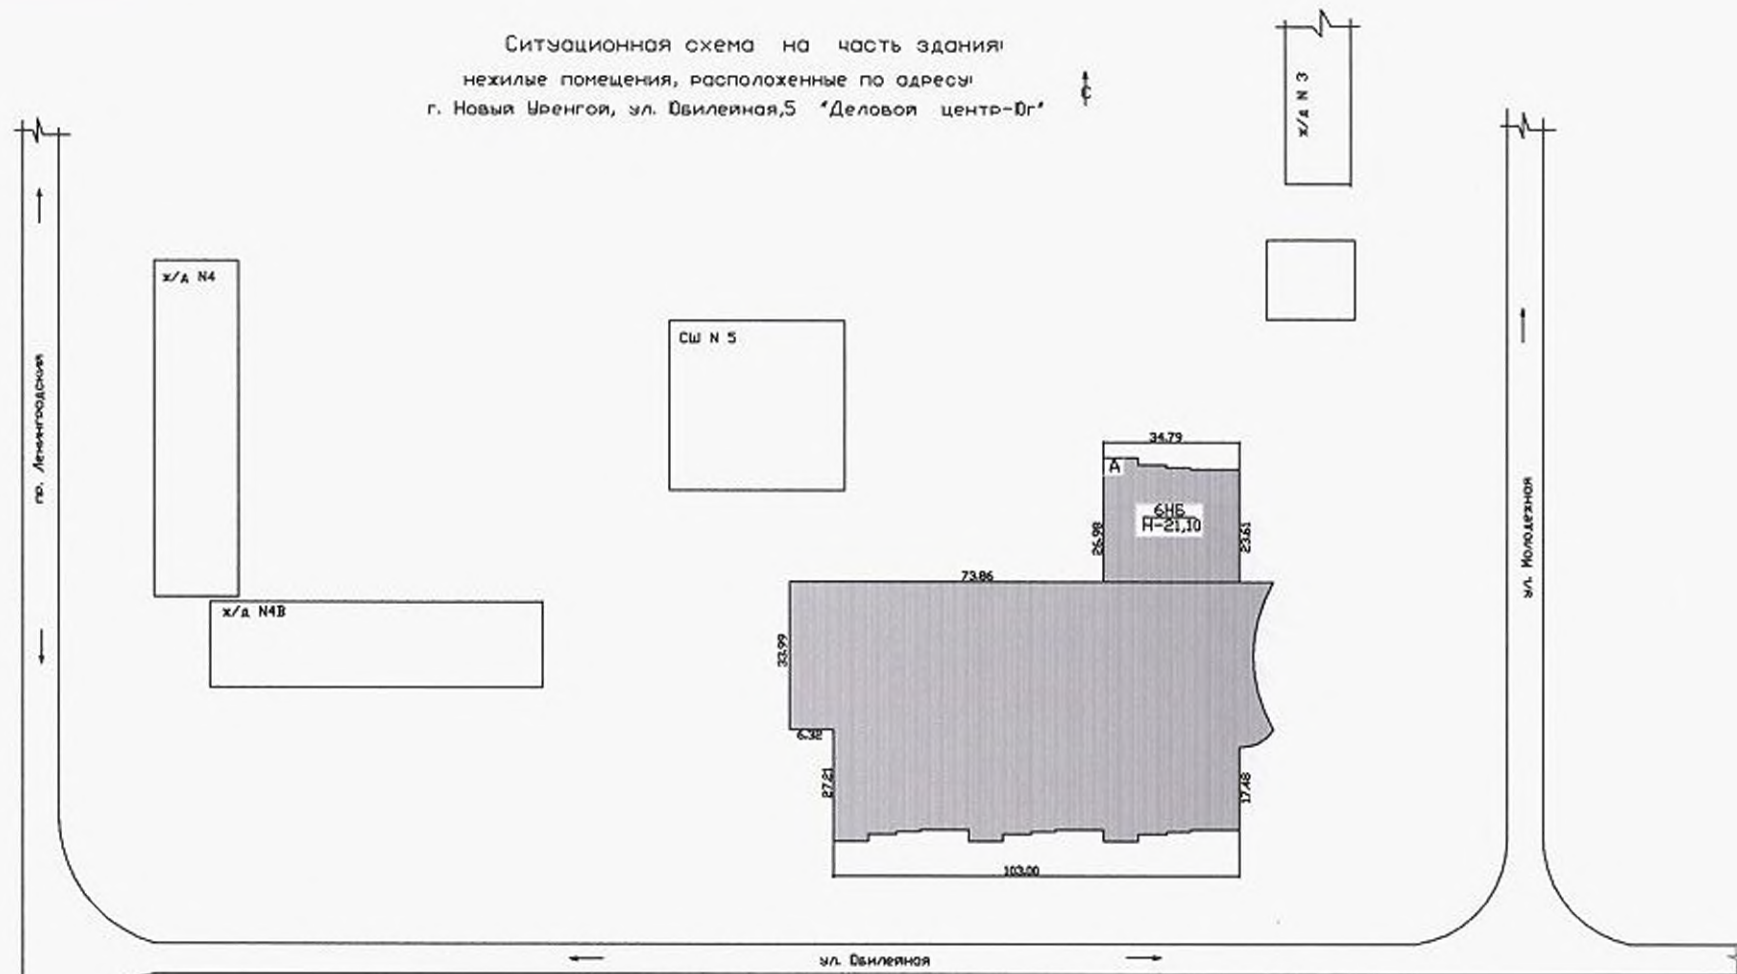 Ситуационная схема на часть здания:
нежилые помещения, расположенные по адресу:
г. Новый Уренгой, ул. Юбилейная,5 "Деловой центр-Юг"
С
ж/д N 3
ж/д N4
СШ N 5
пр. Ленинградский
34.79
А
6НБ
Н-21,10
26.98
23.61
ул. Молодежная
73.86
ж/д N4В
33.99
6.32
27.21
17.48
103.00
ул. Юбилейная